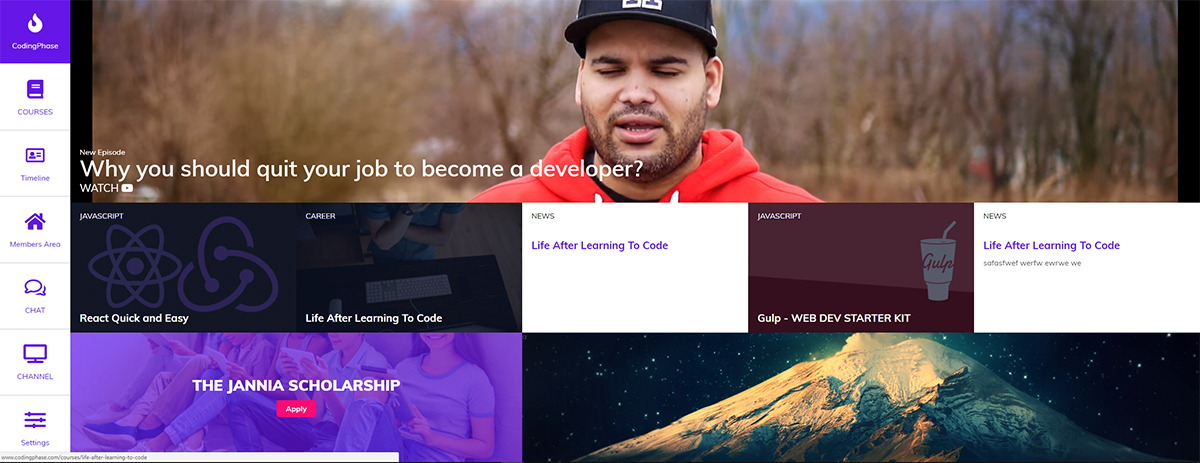 CodingPhase
COURSES
Timeline
Members Area
CHAT
CHANNEL
Settings
New Episode
Why you should quit your job to become a developer?
WATCH
JAVASCRIPT
React Quick and Easy
CAREER
Life After Learning To Code
NEWS
Life After Learning To Code
JAVASCRIPT
Gulp
Gulp - WEB DEV STARTER KIT
NEWS
Life After Learning To Code
safasfwef werfw ewrwe we
THE JANNIA SCHOLARSHIP
Apply
www.codingphase.com/courses/life-after-learning-to-code